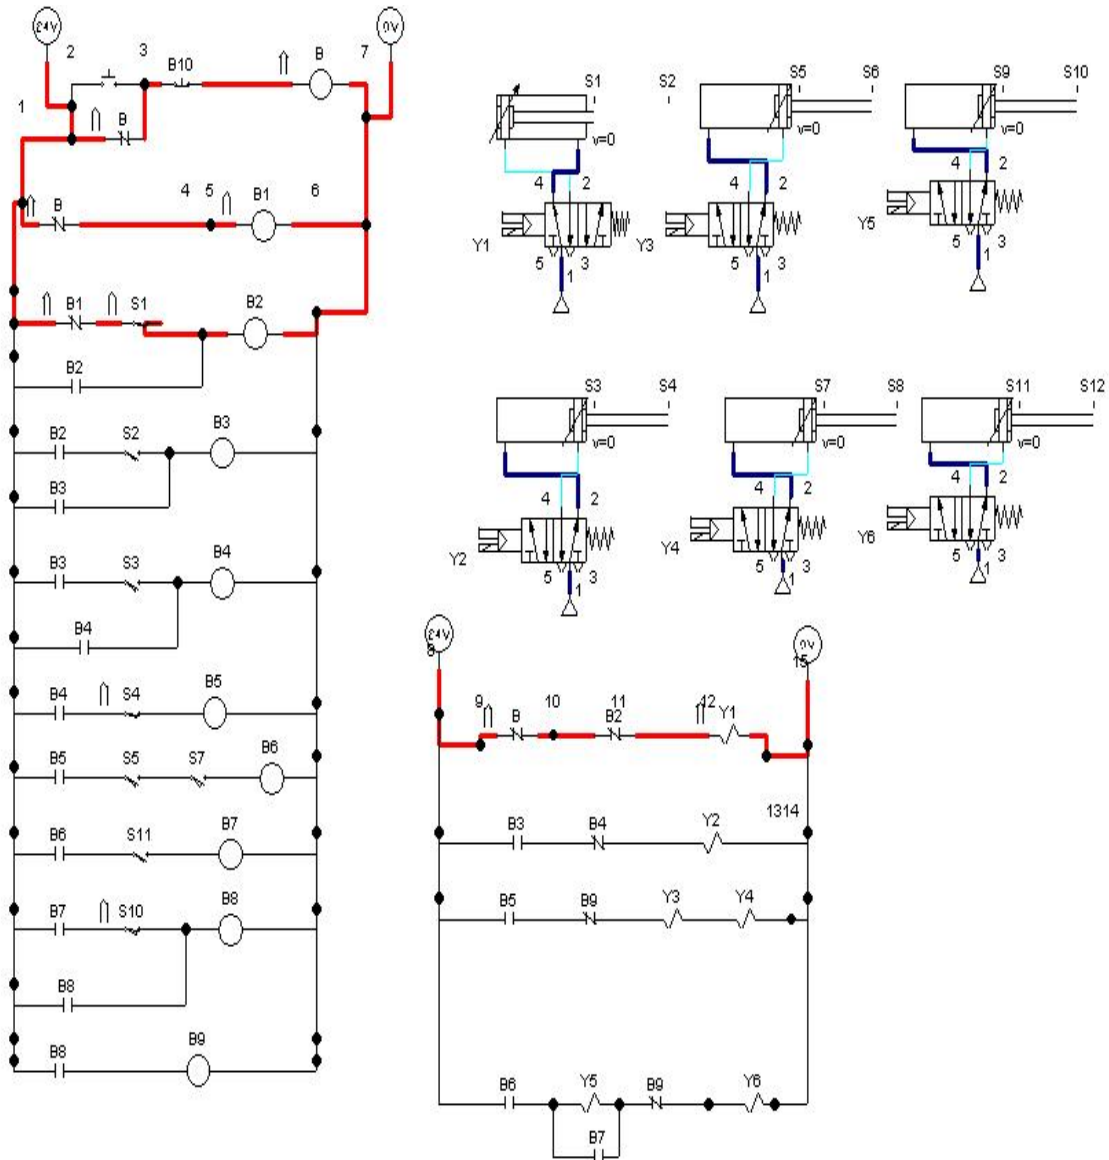 24V 0V
2 3 B10 B 7
1 B
B 4 5 B1 6
B1 S1 B2
B2
B2 S2 B3
B3
B3 S3 B4
B4
B4 S4 B5
B5 S5 S7 B6
B6 S11 B7
B7 S10 B8
B8
B8 B9
S1 S2 S5 S6 S9 S10
v=0 v=0 v=0
4 2 4 2 4 2
Y1 Y3 Y5
5 3 5 3 5 3
1 1 1
S3 S4 S7 S8 S11 S12
v=0 v=0 v=0
4 2 4 2 4 2
Y2 Y4 Y6
5 3 5 3 5 3
1 1 1
24V 0V
8 15
9 B 10 11 B2 12 Y1
1314
B3 B4 Y2
B5 B9 Y3 Y4
B6 Y5 B9 Y6
B7